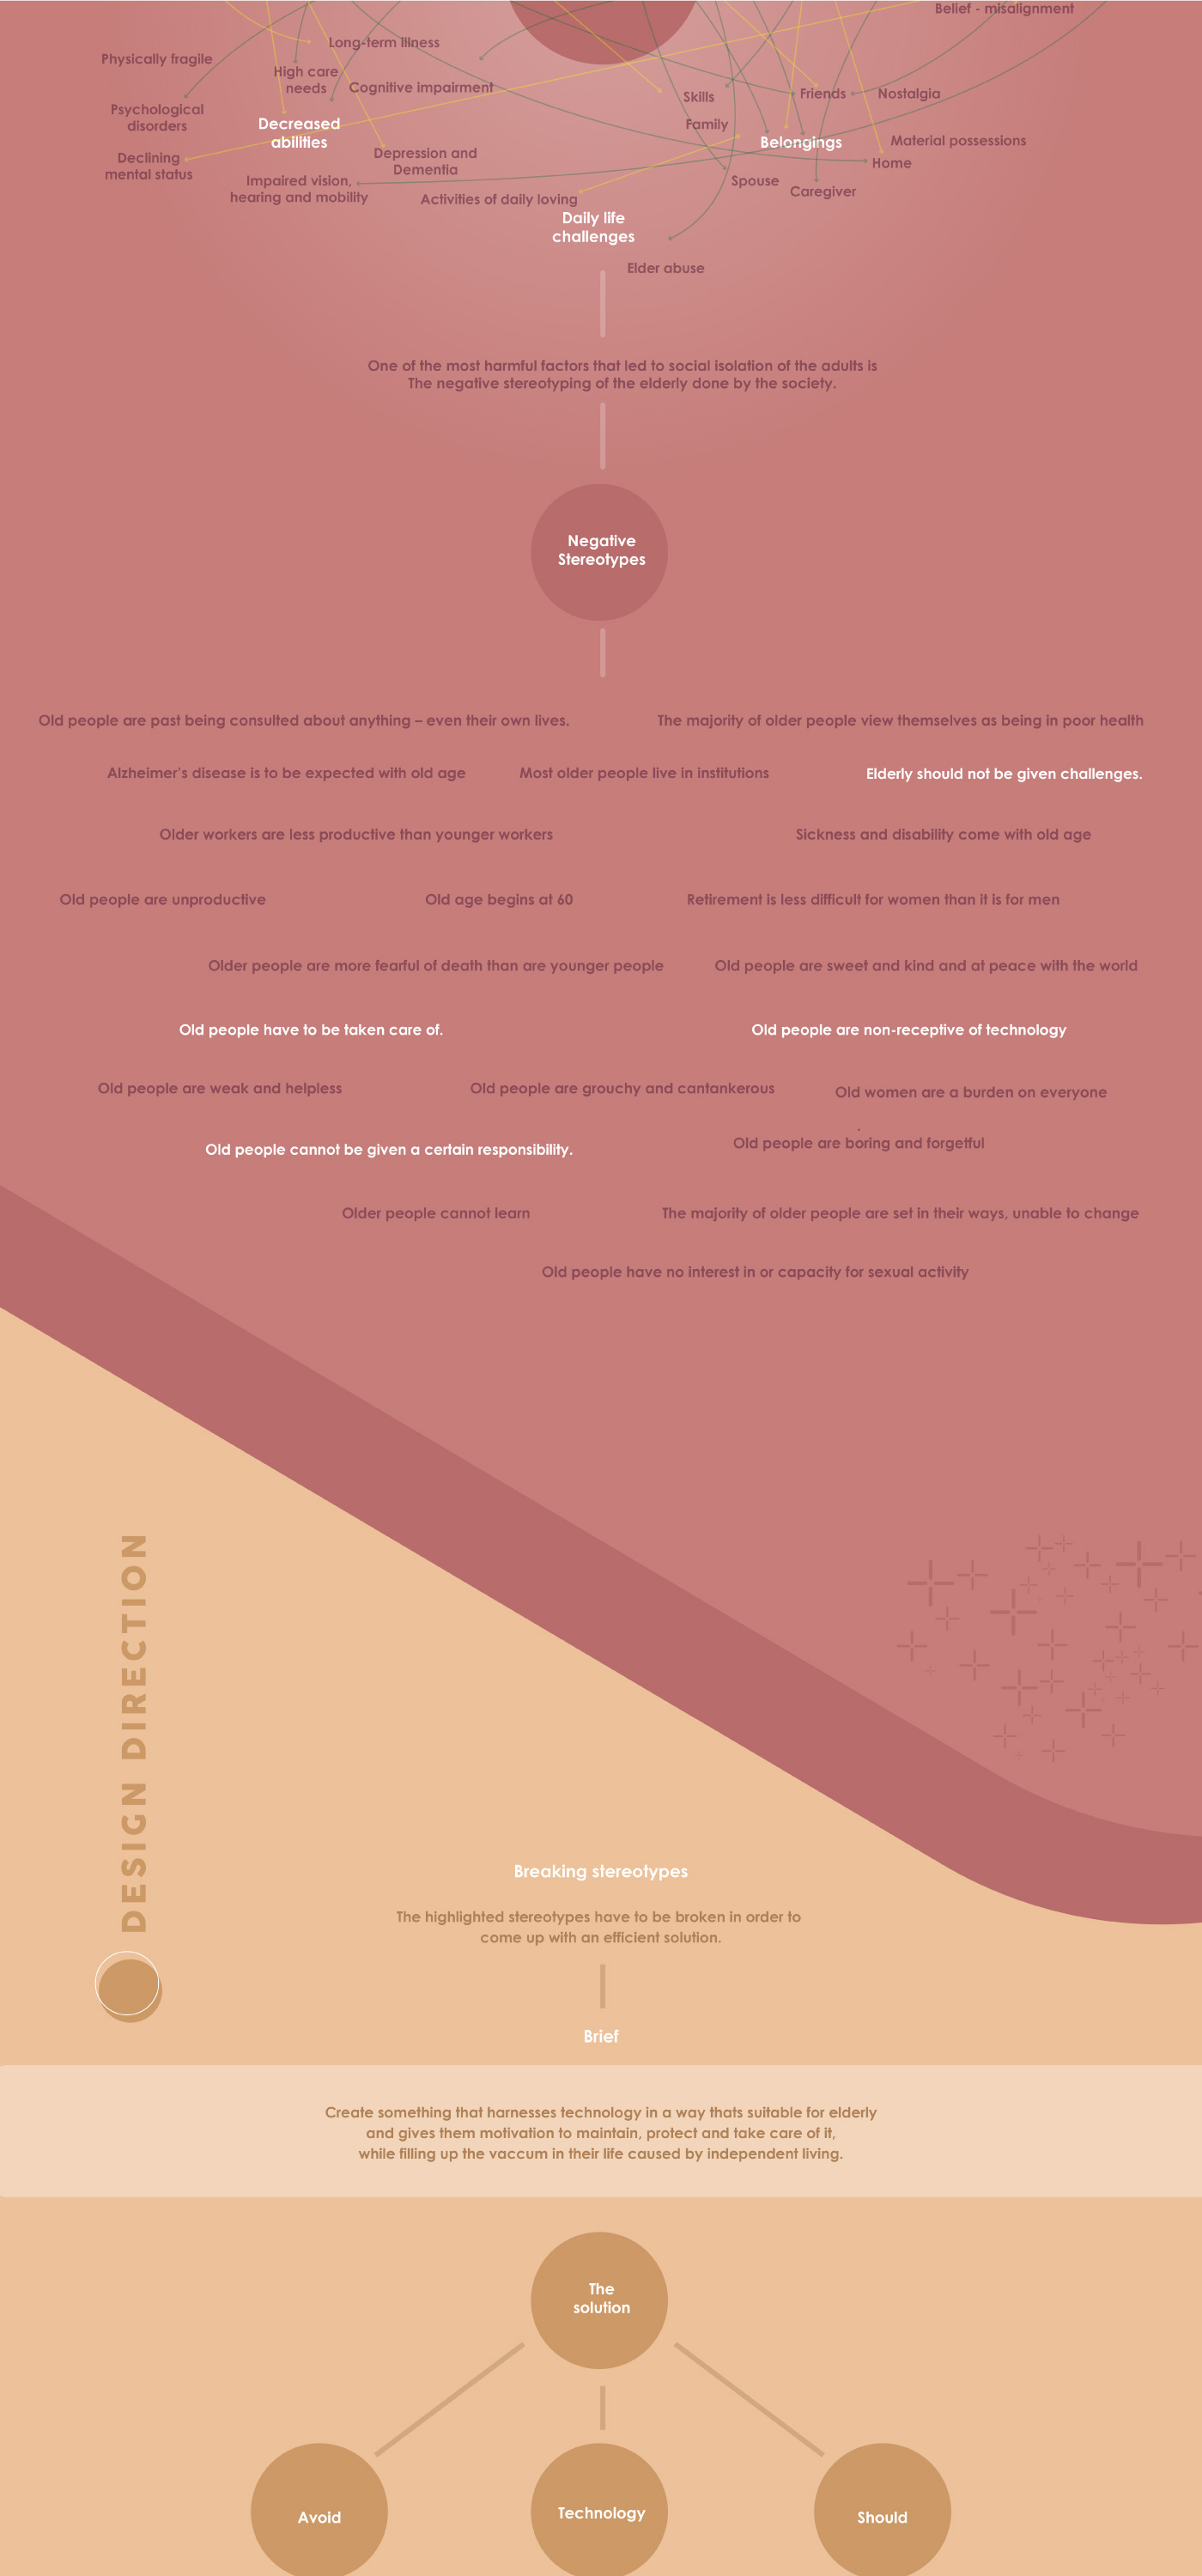 Belief - misalignment
Long-term Illness
Physically fragile
High care
needs
Cognitive impairment
Skills
Friends
Nostalgia
Psychological
disorders
Decreased
abilities
Family
Belongings
Material possessions
Declining
mental status
Depression and
Dementia
Home
Impaired vision,
hearing and mobility
Spouse
Caregiver
Activities of daily loving
Daily life
challenges
Elder abuse
One of the most harmful factors that led to social isolation of the adults is
The negative stereotyping of the elderly done by the society.
Negative
Stereotypes
Old people are past being consulted about anything – even their own lives.
The majority of older people view themselves as being in poor health
Alzheimer's disease is to be expected with old age
Most older people live in institutions
Elderly should not be given challenges.
Older workers are less productive than younger workers
Sickness and disability come with old age
Old people are unproductive
Old age begins at 60
Retirement is less difficult for women than it is for men
Older people are more fearful of death than are younger people
Old people are sweet and kind and at peace with the world
Old people have to be taken care of.
Old people are non-receptive of technology
Old people are weak and helpless
Old people are grouchy and cantankerous
Old women are a burden on everyone
.
Old people cannot be given a certain responsibility.
Old people are boring and forgetful
Older people cannot learn
The majority of older people are set in their ways, unable to change
Old people have no interest in or capacity for sexual activity
DESIGN DIRECTION
Breaking stereotypes
The highlighted stereotypes have to be broken in order to
come up with an efficient solution.
Brief
Create something that harnesses technology in a way thats suitable for elderly
and gives them motivation to maintain, protect and take care of it,
while filling up the vaccum in their life caused by independent living.
The
solution
Avoid
Technology
Should